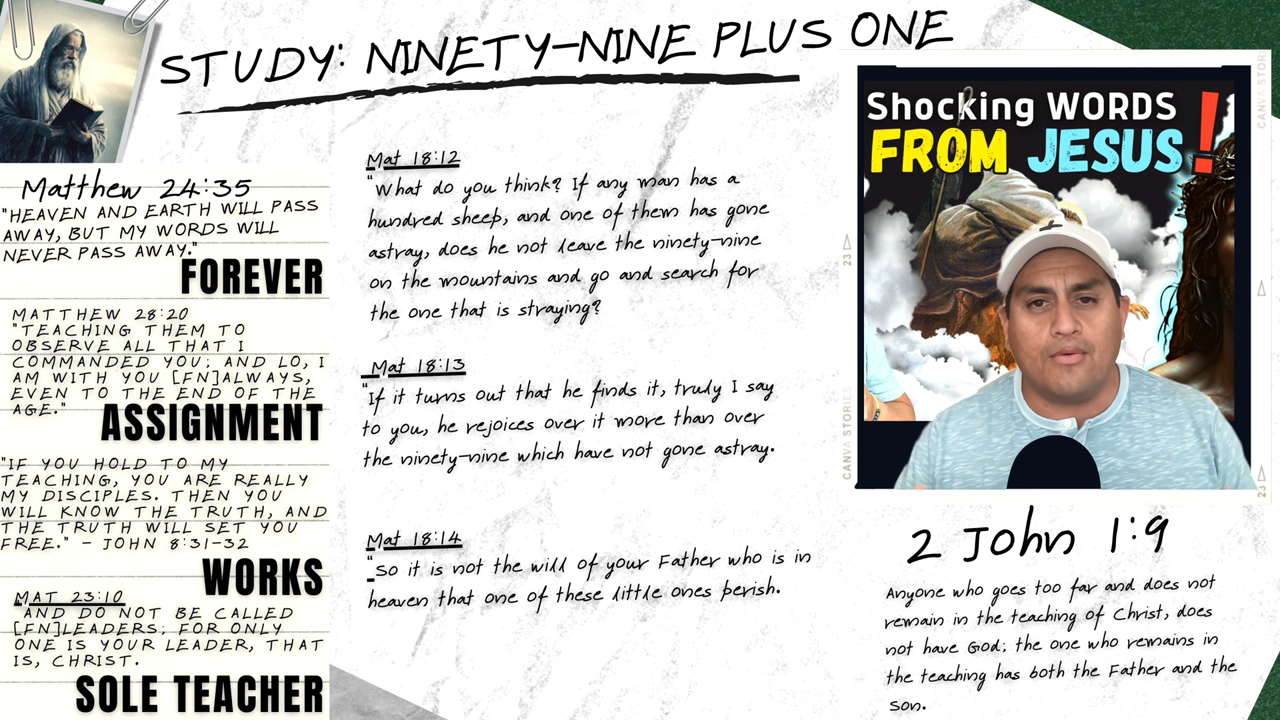 STUDY: NINETY-NINE PLUS ONE
Matthew 24:35
"HEAVEN AND EARTH WILL PASS
AWAY, BUT MY WORDS WILL
NEVER PASS AWAY."
FOREVER
MATTHEW 28:20
"TEACHING THEM TO
OBSERVE ALL THAT I
COMMANDED YOU; AND LO, I
AM WITH YOU [FN]ALWAYS,
EVEN TO THE END OF THE
AGE."
ASSIGNMENT
"IF YOU HOLD TO MY
TEACHING, YOU ARE REALLY
MY DISCIPLES. THEN YOU
WILL KNOW THE TRUTH, AND
THE TRUTH WILL SET YOU
FREE." - JOHN 8:31-32
WORKS
MAT 23:10
"AND DO NOT BE CALLED
[FN]LEADERS; FOR ONLY
ONE IS YOUR LEADER, THAT
IS, CHRIST.
SOLE TEACHER
Mat 18:12
"What do you think? If any man has a
hundred sheep, and one of them has gone
astray, does he not leave the ninety-nine
on the mountains and go and search for
the one that is straying?
Mat 18:13
"If it turns out that he finds it, truly I say
to you, he rejoices over it more than over
the ninety-nine which have not gone astray.
Mat 18:14
"So it is not the will of your Father who is in
heaven that one of these little ones perish.
Shocking WORDS
FROM JESUS!
CANVA STOR
23
CANVA STORIES
23
2 John 1:9
Anyone who goes too far and does not
remain in the teaching of Christ, does
not have God; the one who remains in
the teaching has both the Father and the
Son.